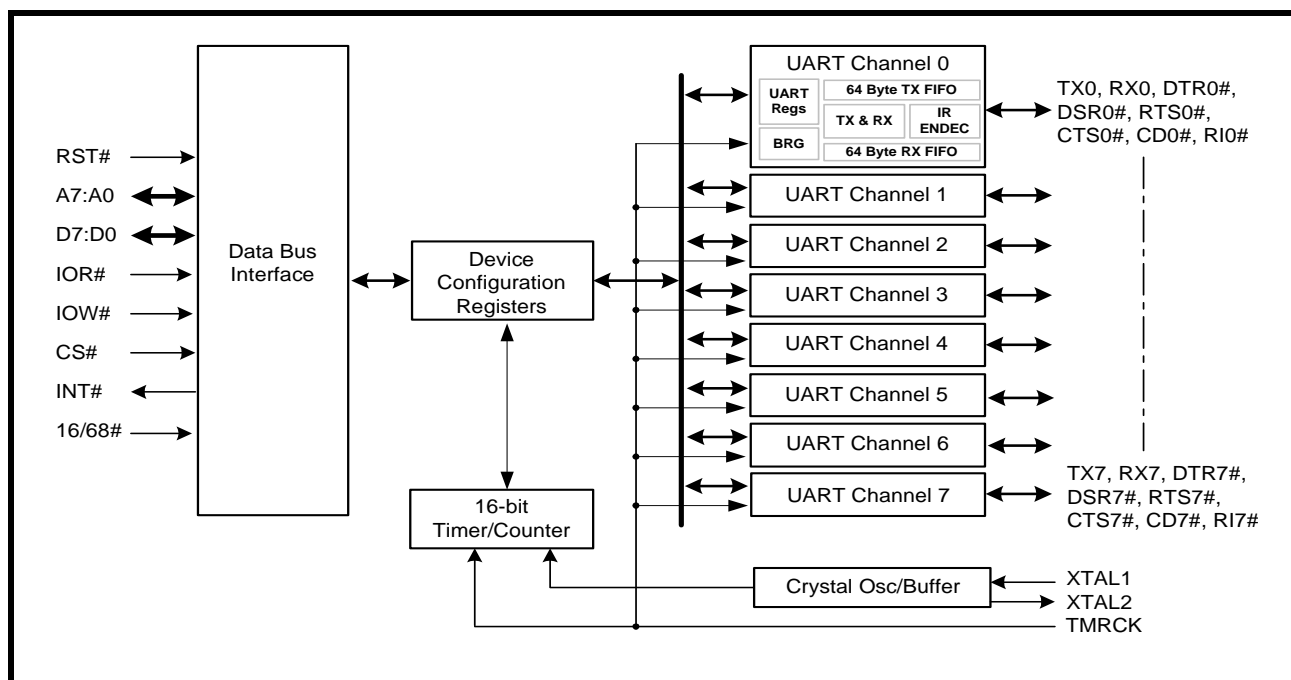 RST#
A7:A0
D7:D0
IOR#
IOW#
CS#
INT#
16/68#
Data Bus
Interface
Device
Configuration
Registers
16-bit
Timer/Counter
UART Channel 0
UART
Regs
BRG
64 Byte TX FIFO
TX & RX
IR
ENDEC
64 Byte RX FIFO
UART Channel 1
UART Channel 2
UART Channel 3
UART Channel 4
UART Channel 5
UART Channel 6
UART Channel 7
Crystal Osc/Buffer
TX0, RX0, DTR0#,
DSR0#, RTS0#,
CTS0#, CD0#, RI0#
TX7, RX7, DTR7#,
DSR7#, RTS7#,
CTS7#, CD7#, RI7#
XTAL1
XTAL2
TMRCK